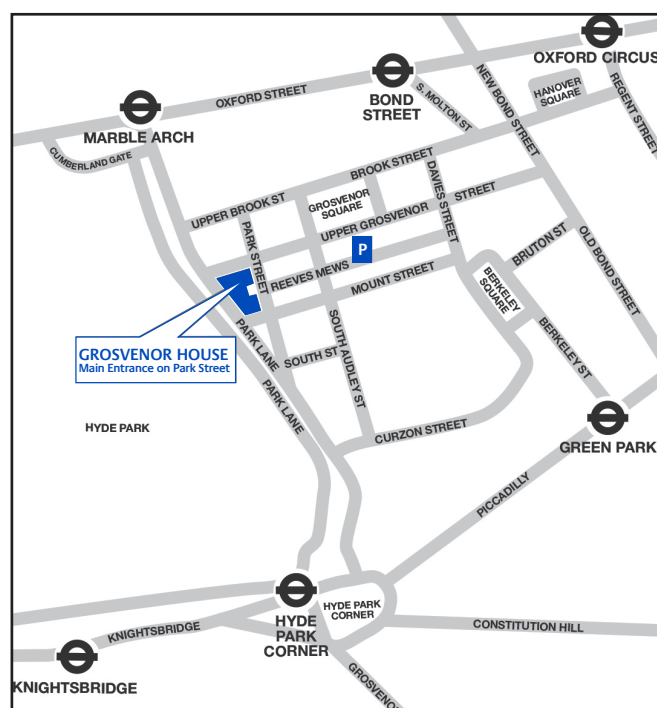 OXFORD CIRCUS
BOND
STREET
MARBLE ARCH
OXFORD STREET
S. MOLTON ST
NEW BOND STREET
HANOVER
SQUARE
REGENT STREET
CUMBERLAND GATE
BROOK STREET
UPPER BROOK ST
GROSVENOR
SQUARE
DAVIES STREET
UPPER GROSVENOR
STREET
PARK STREET
P
REEVES MEWS
MOUNT STREET
BRUTON ST
OLD BOND STREET
BERKELEY
SQUARE
BERKELEY ST
GROSVENOR HOUSE
Main Entrance on Park Street
PARK LANE
PARK LANE
SOUTH ST
SOUTH AUDLEY ST
CURZON STREET
HYDE PARK
GREEN PARK
PICCADILLY
HYDE PARK
CORNER
HYDE
PARK
CORNER
KNIGHTSBRIDGE
CONSTITUTION HILL
KNIGHTSBRIDGE
GROSVENOR